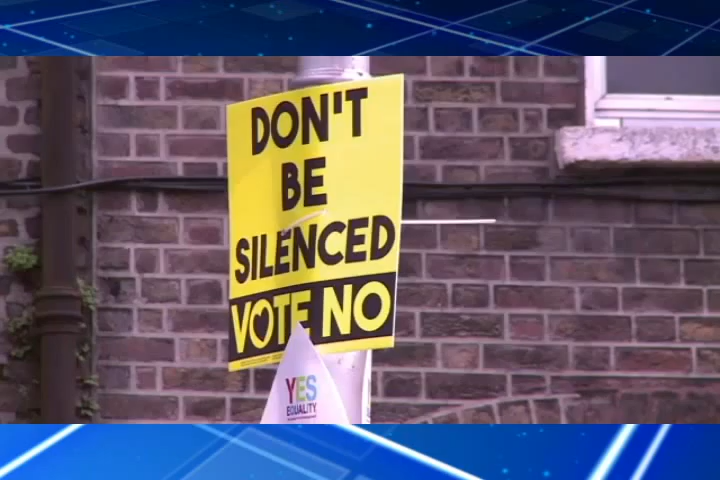 DON'T
BE
SILENCED
VOTE NO
YES
EQUALITY